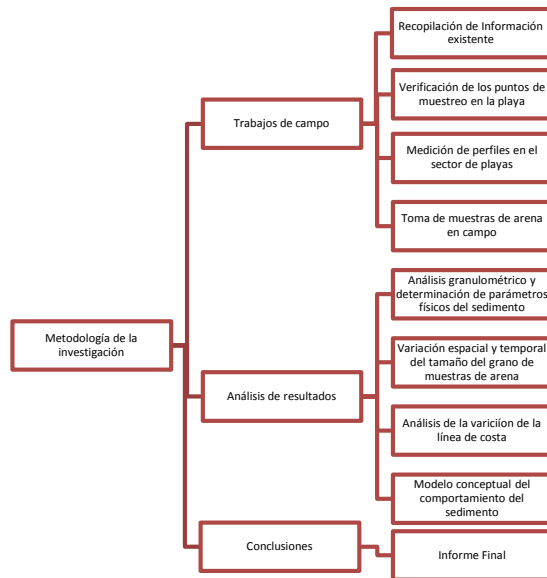 Metodología de la
investigación
Trabajos de campo
Recopilación de Información
existente
Verificación de los puntos de
muestreo en la playa
Medición de perfiles en el
sector de playas
Toma de muestras de arena
en campo
Análisis de resultados
Análisis granulométrico y
determinación de parámetros
físicos del sedimento
Variación espacial y temporal
del tamaño del grano de
muestras de arena
Análisis de la variciíon de la
línea de costa
Modelo conceptual del
comportamiento del
sedimento
Conclusiones
Informe Final